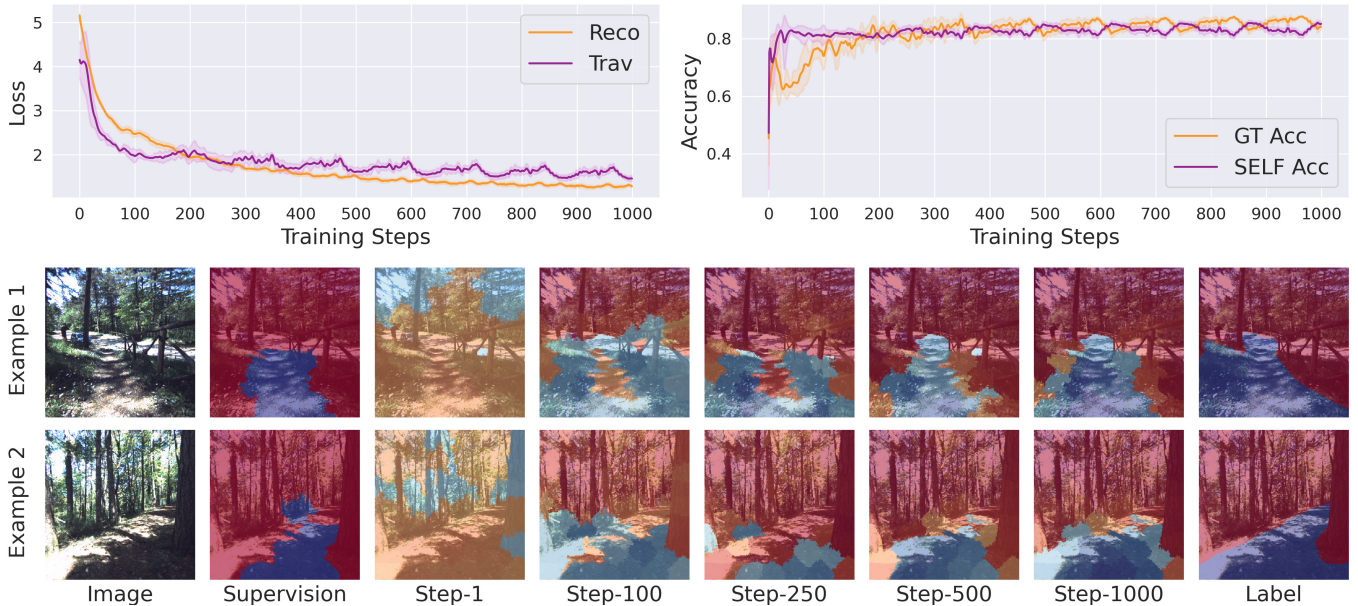 Loss
5
4
3
2
Reco
Trav
0 100 200 300 400 500 600 700 800 900 1000
Training Steps
Accuracy
0.8
0.6
0.4
GT Acc
SELF Acc
0 100 200 300 400 500 600 700 800 900 1000
Training Steps
Example 1
Example 2
Image Supervision Step-1 Step-100 Step-250 Step-500 Step-1000 Label